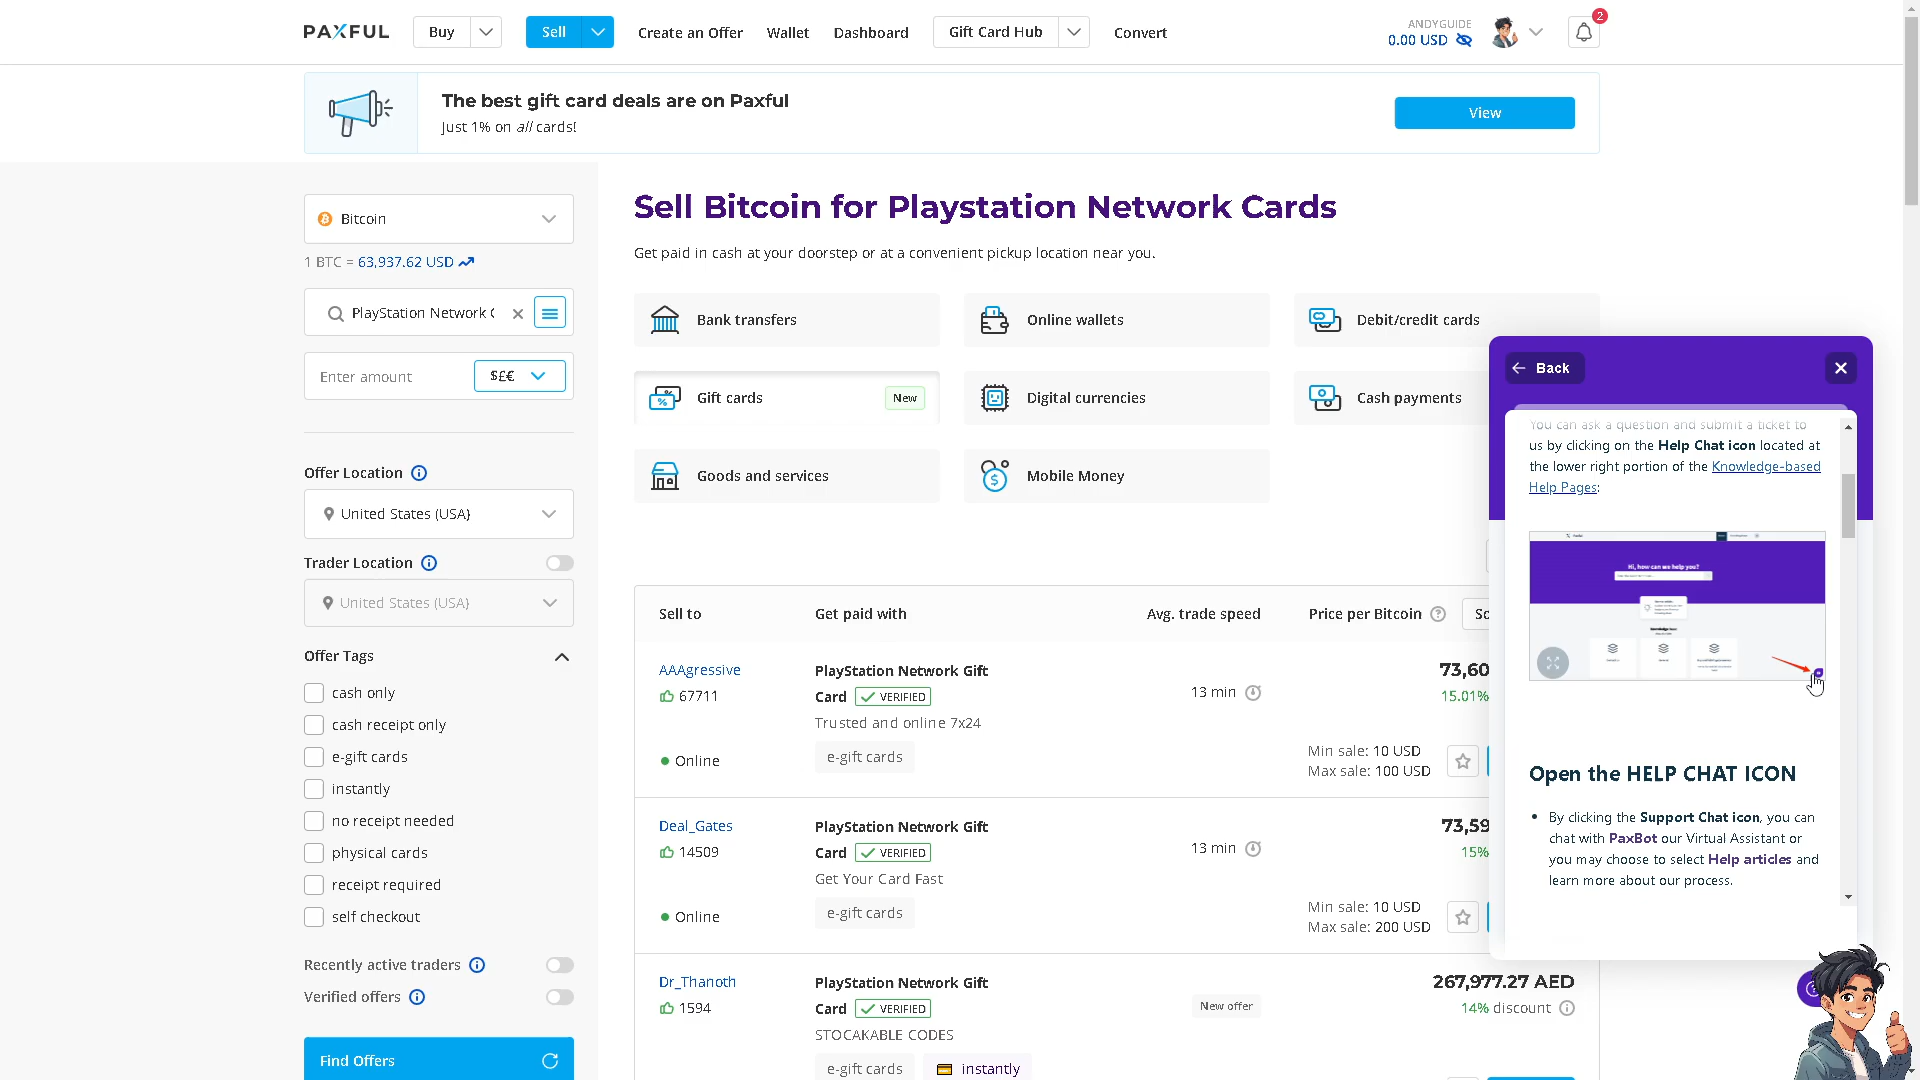 PAXFUL
Buy
Sell
Create an Offer
Wallet
Dashboard
Gift Card Hub
Convert
ANDYGUIDE
0.00 USD
2
The best gift card deals are on Paxful
Just 1% on all cards!
View
Bitcoin
1 BTC = 63,937.62 USD
PlayStation Network
Enter amount
$£€
Offer Location
United States (USA)
Trader Location
United States (USA)
Offer Tags
cash only
cash receipt only
e-gift cards
instantly
no receipt needed
physical cards
receipt required
self checkout
Recently active traders
Verified offers
Find Offers
Sell Bitcoin for Playstation Network Cards
Get paid in cash at your doorstep or at a convenient pickup location near you.
Bank transfers
Online wallets
Debit/credit cards
Gift cards
New
Digital currencies
Cash payments
Goods and services
Mobile Money
Sell to
Get paid with
Avg. trade speed
Price per Bitcoin
So
AAAgressive
67711
Online
PlayStation Network Gift
Card VERIFIED
Trusted and online 7x24
e-gift cards
13 min
73,60
15.01%
Min sale: 10 USD
Max sale: 100 USD
Deal_Gates
14509
Online
PlayStation Network Gift
Card VERIFIED
Get Your Card Fast
e-gift cards
13 min
73,59
15%
Min sale: 10 USD
Max sale: 200 USD
Dr_Thanoth
1594
PlayStation Network Gift
Card VERIFIED
STOCKABLE CODES
e-gift cards
instantly
New offer
267,977.27 AED
14% discount
Back
You can ask a question and submit a ticket to
us by clicking on the Help Chat icon located at
the lower right portion of the Knowledge-based
Help Pages:
Hi, how can we help you?
Open the HELP CHAT ICON
By clicking the Support Chat icon, you can
chat with PaxBot our Virtual Assistant or
you may choose to select Help articles and
learn more about our process.